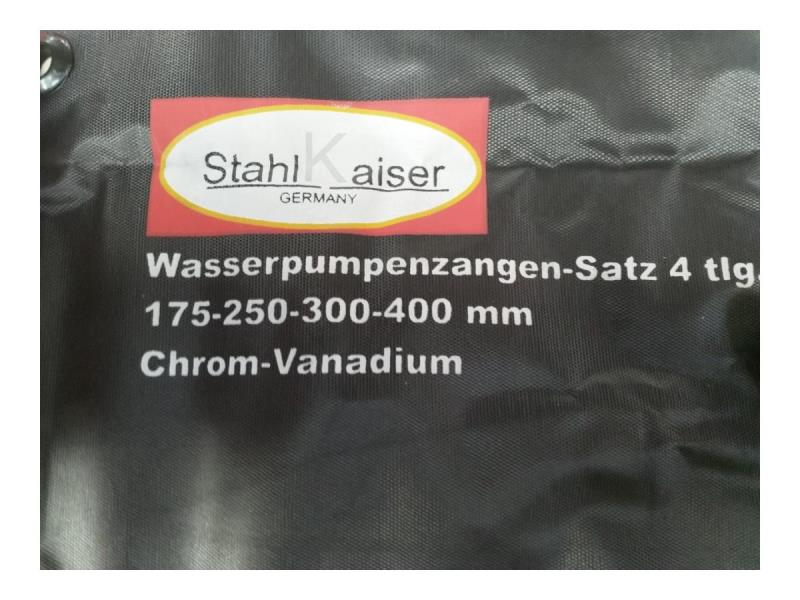 StahlKaiser
GERMANY
Wasserpumpenzangen-Satz 4 tlg.
175-250-300-400 mm
Chrom-Vanadium